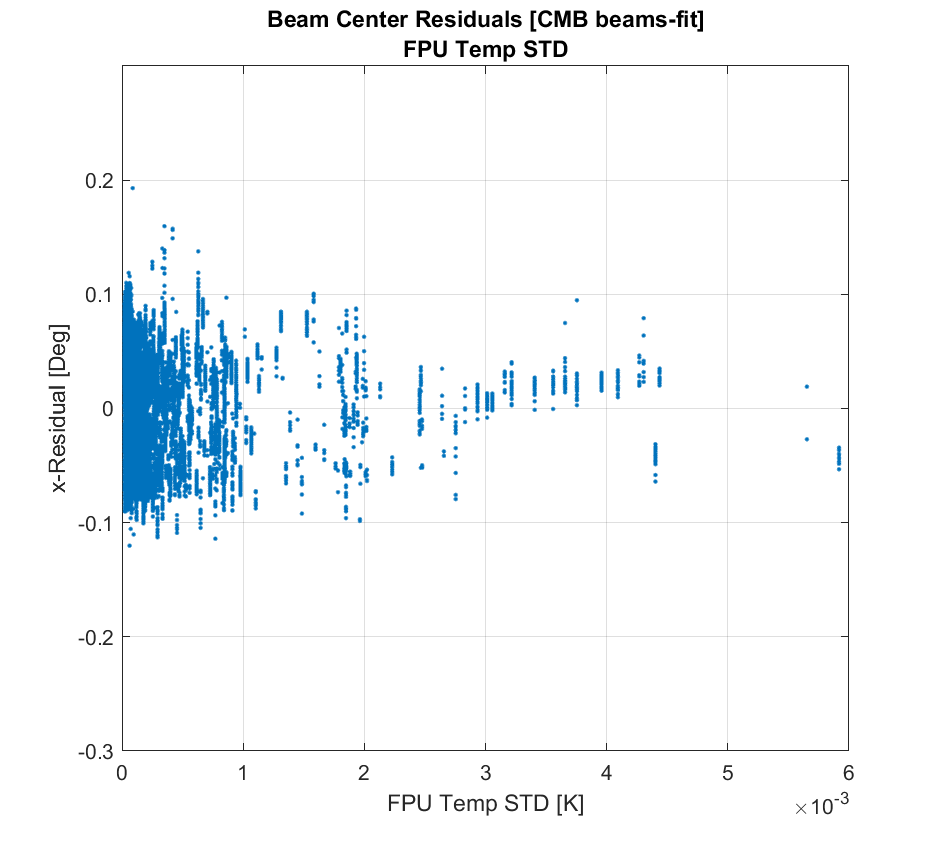 Beam Center Residuals [CMB beams-fit]
FPU Temp STD
0.2
0.1
0
-0.1
-0.2
-0.3
x-Residual [Deg]
0 1 2 3 4 5 6
FPU Temp STD [K]
×10-3